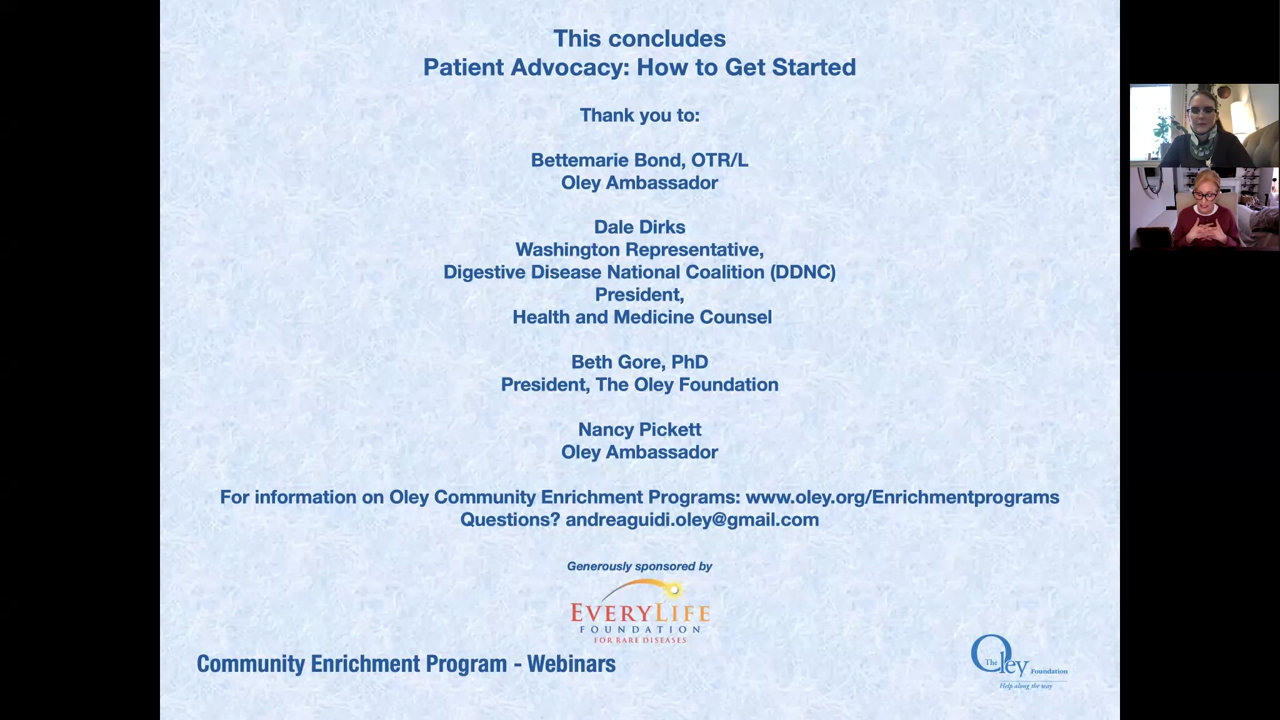 This concludes
Patient Advocacy: How to Get Started
Thank you to:
Bettemarie Bond, OTR/L
Oley Ambassador
Dale Dirks
Washington Representative,
Digestive Disease National Coalition (DDNC)
President,
Health and Medicine Counsel
Beth Gore, PhD
President, The Oley Foundation
Nancy Pickett
Oley Ambassador
For information on Oley Community Enrichment Programs: www.oley.org/Enrichmentprograms
Questions? andreaguidi.oley@gmail.com
Generously sponsored by
EVERYLIFE
FOUNDATION
FOR RARE DISEASES
Community Enrichment Program - Webinars
The Oley Foundation
Help along the way